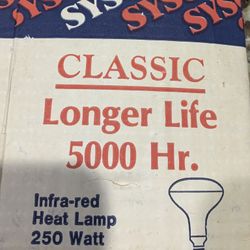 CLASSIC
Longer Life
5000 Hr.
Infra-red
Heat Lamp
250 Watt